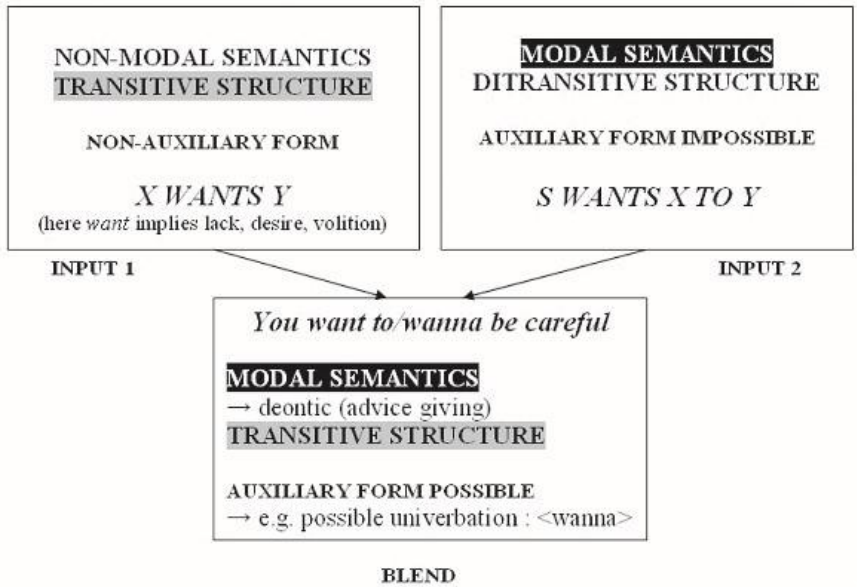 NON-MODAL SEMANTICS
TRANSITIVE STRUCTURE
NON-AUXILIARY FORM
X WANTS Y
(here want implies lack, desire, volition)
INPUT 1
MODAL SEMANTICS
DITRANSITIVE STRUCTURE
AUXILIARY FORM IMPOSSIBLE
S WANTS X TO Y
INPUT 2
You want to/wanna be careful
MODAL SEMANTICS
→ deontic (advice giving)
TRANSITIVE STRUCTURE
AUXILIARY FORM POSSIBLE
→ e.g. possible univerbation : <wanna>
BLEND